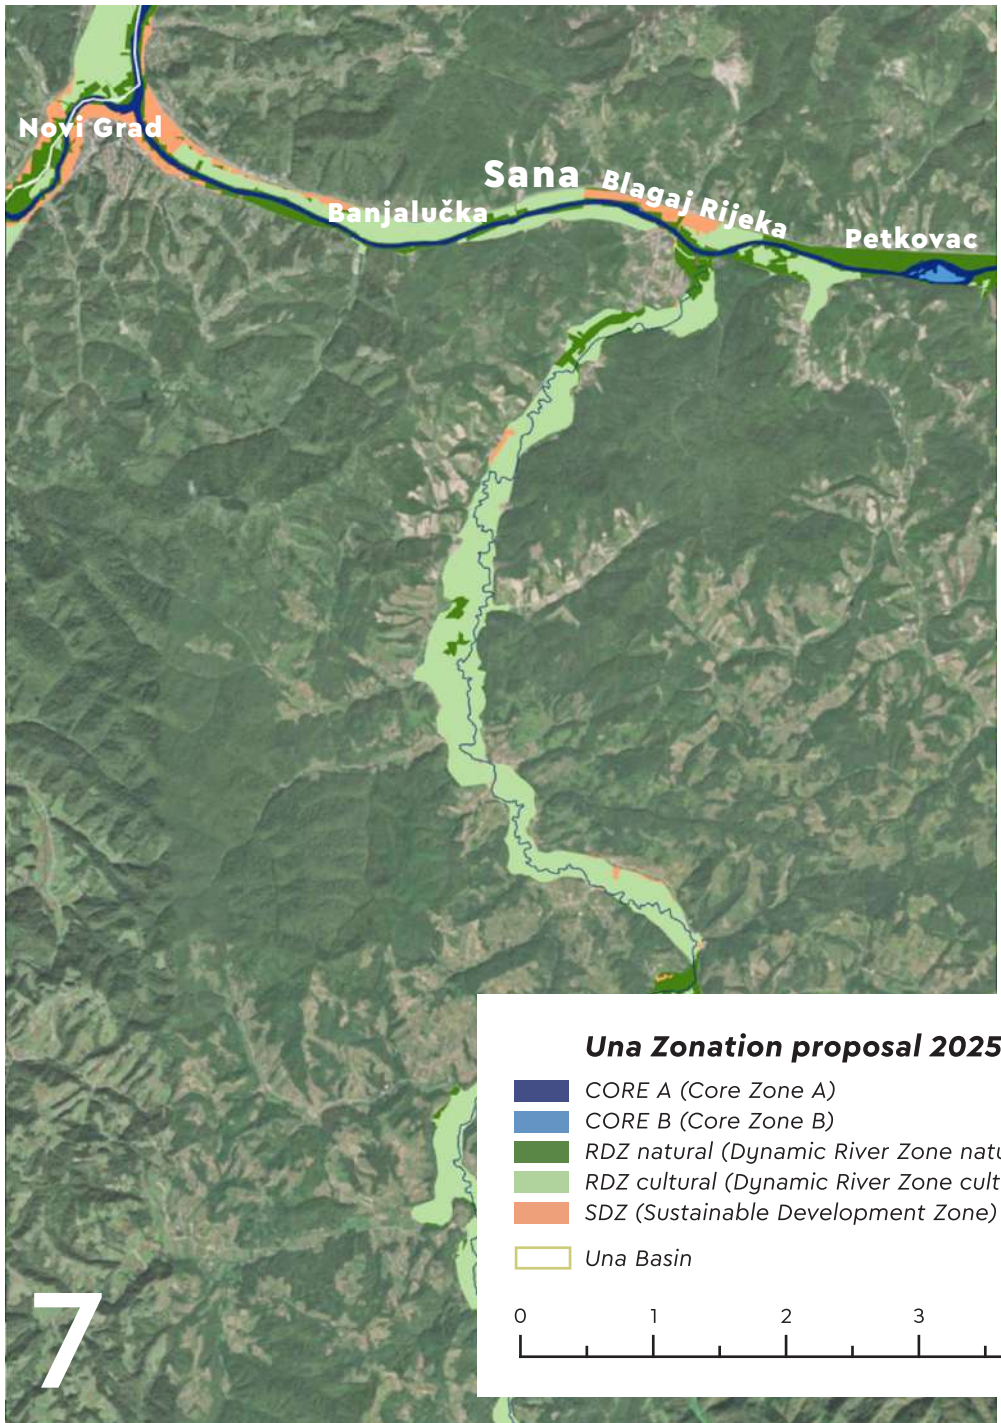 Novi Grad
Sana
Blagaj Rijeka
Banjalučka
Petkovac
Una Zonation proposal 2025
CORE A (Core Zone A)
CORE B (Core Zone B)
RDZ natural (Dynamic River Zone natu
RDZ cultural (Dynamic River Zone cult
SDZ (Sustainable Development Zone)
Una Basin
0 1 2 3
7